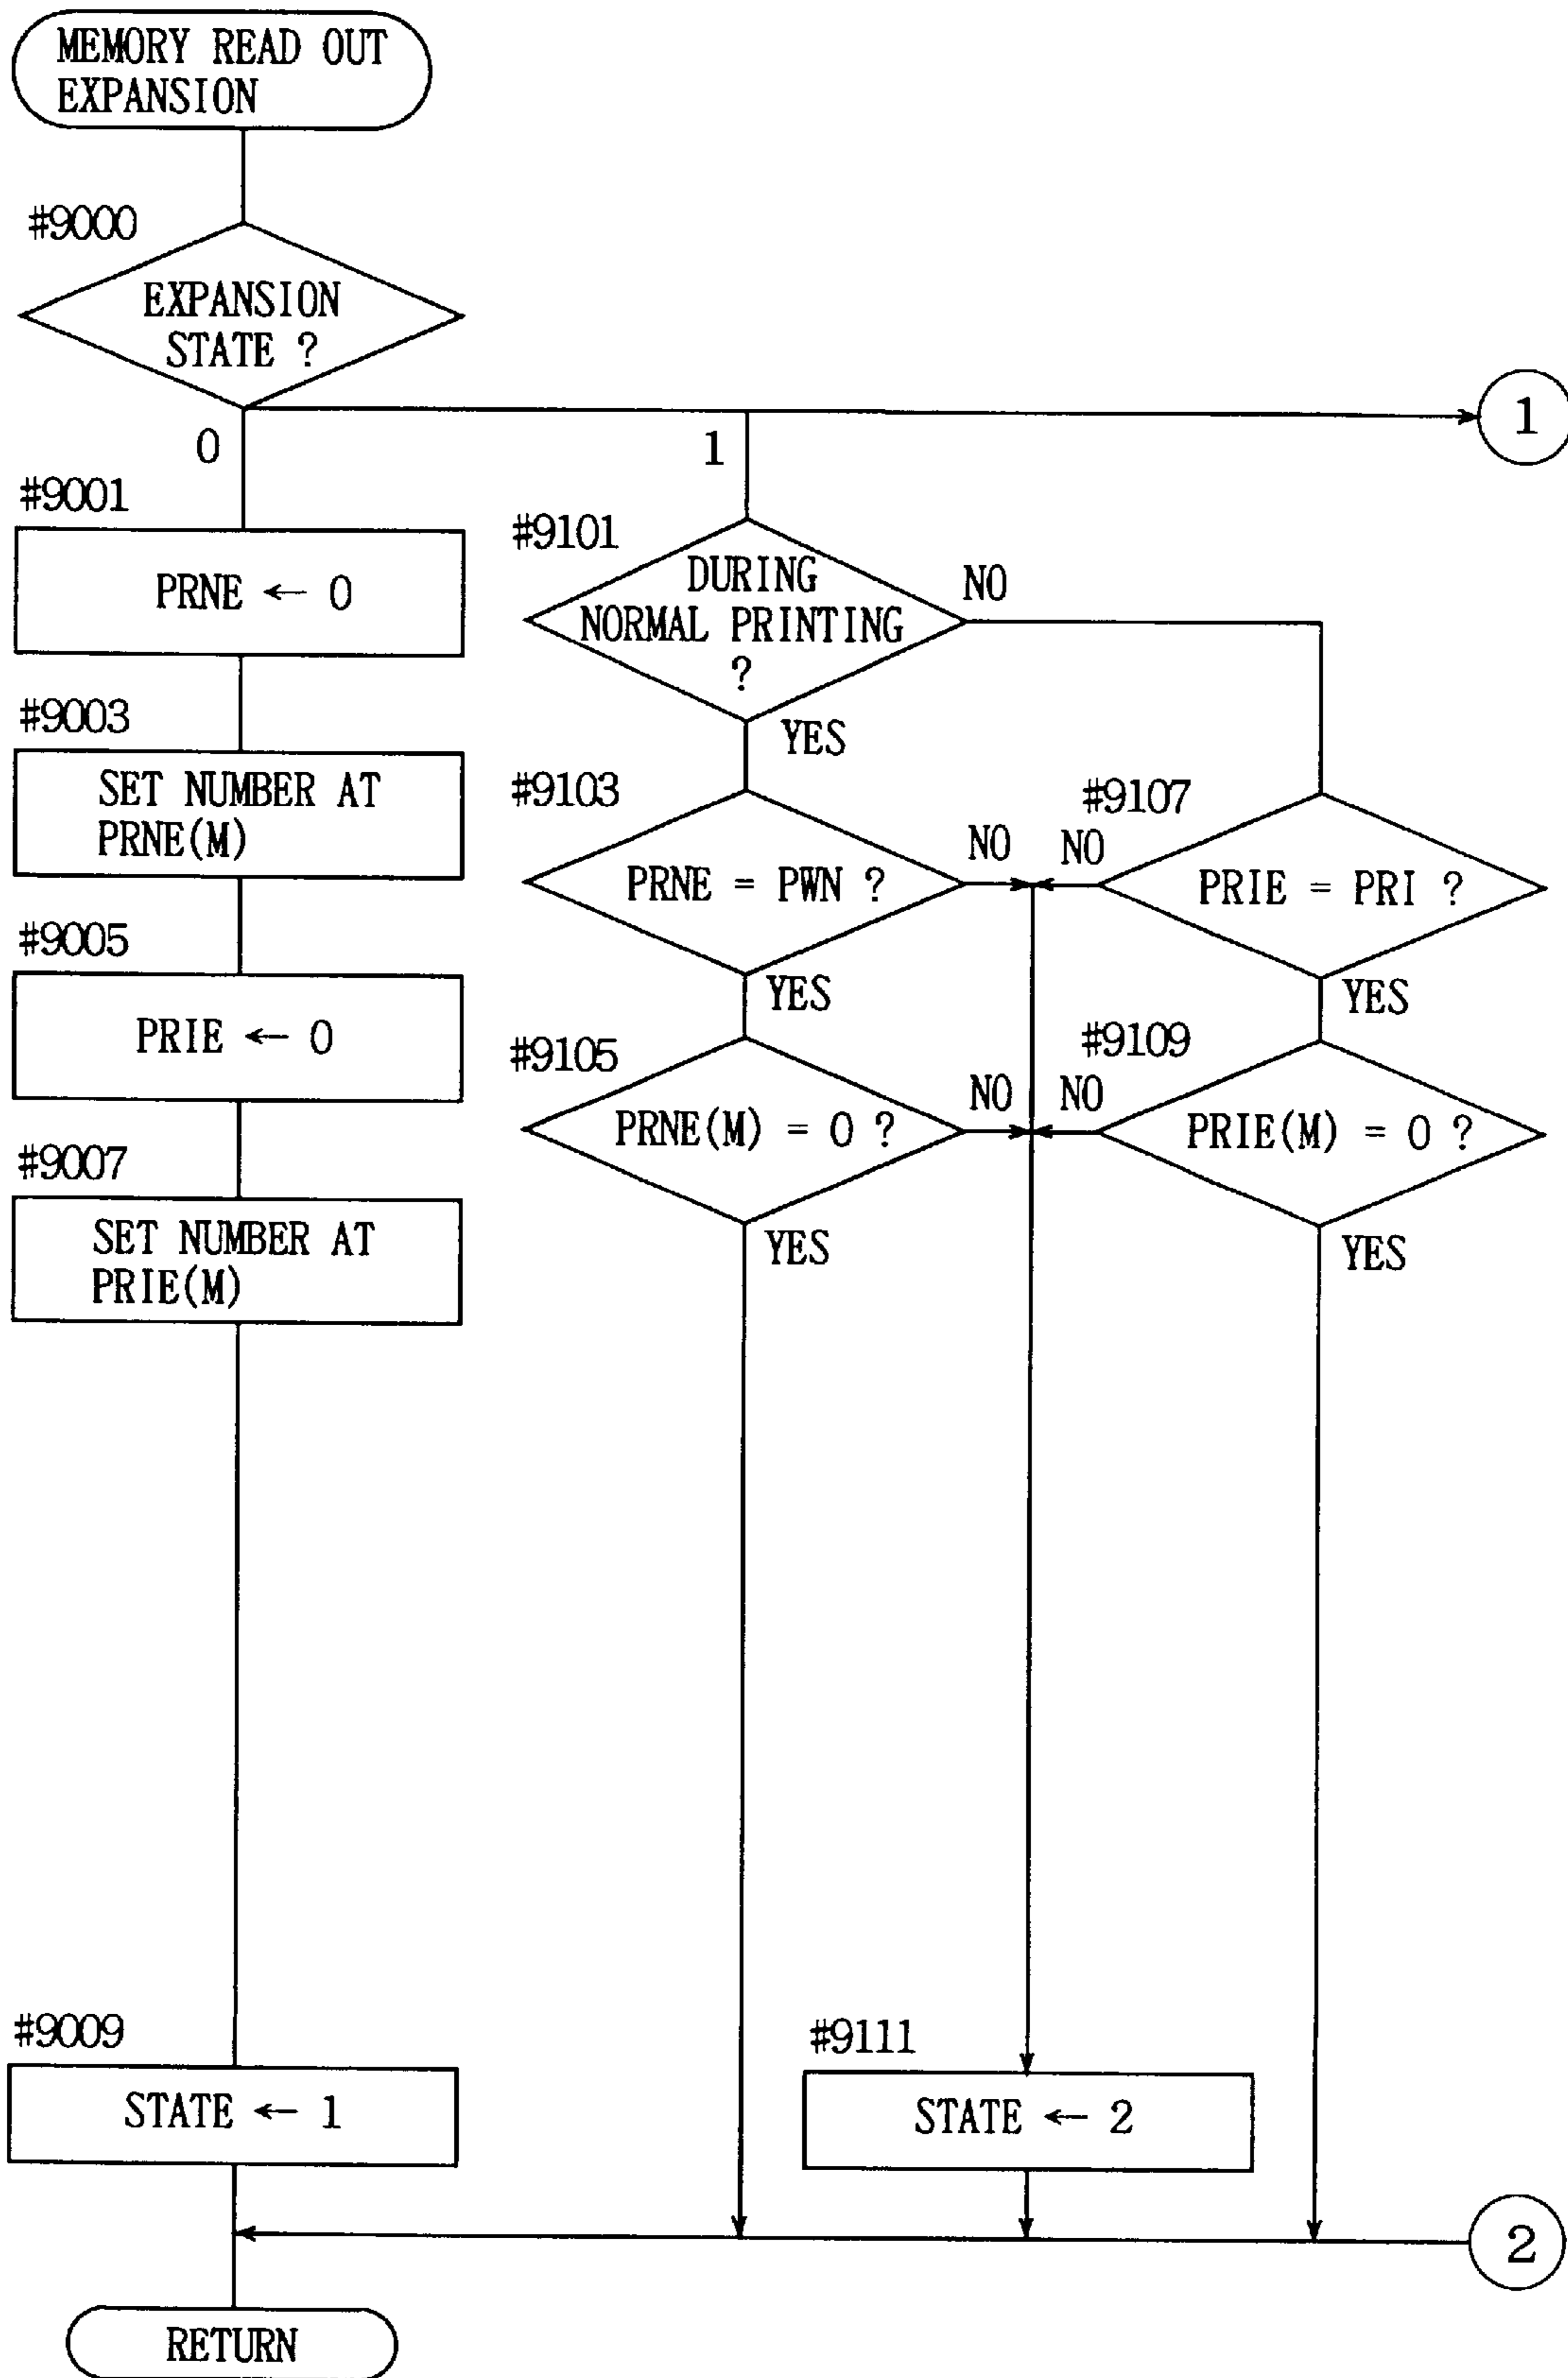 MEMORY READ OUT
EXPANSION
#9000
EXPANSION
STATE ?
1
0
1
#9001
PRNE ← 0
#9101
DURING
NORMAL PRINTING
?
NO
YES
#9003
SET NUMBER AT
PRNE(M)
#9103
PRNE = PWN ?
NO
YES
#9107
NO
PRIE = PRI ?
YES
#9005
PRIE ← 0
#9105
PRNE(M) = 0 ?
NO
YES
#9109
NO
PRIE(M) = 0 ?
YES
#9007
SET NUMBER AT
PRIE(M)
#9009
STATE ← 1
#9111
STATE ← 2
2
RETURN